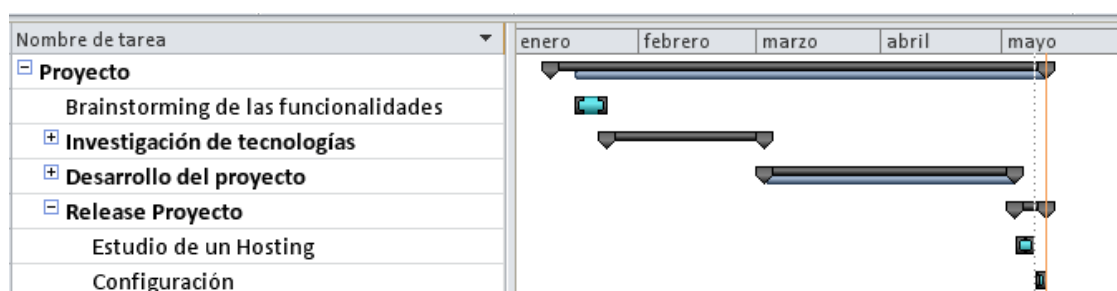 Nombre de tarea
enero febrero marzo abril mayo
Proyecto
Brainstorming de las funcionalidades
Investigación de tecnologías
Desarrollo del proyecto
Release Proyecto
Estudio de un Hosting
Configuración